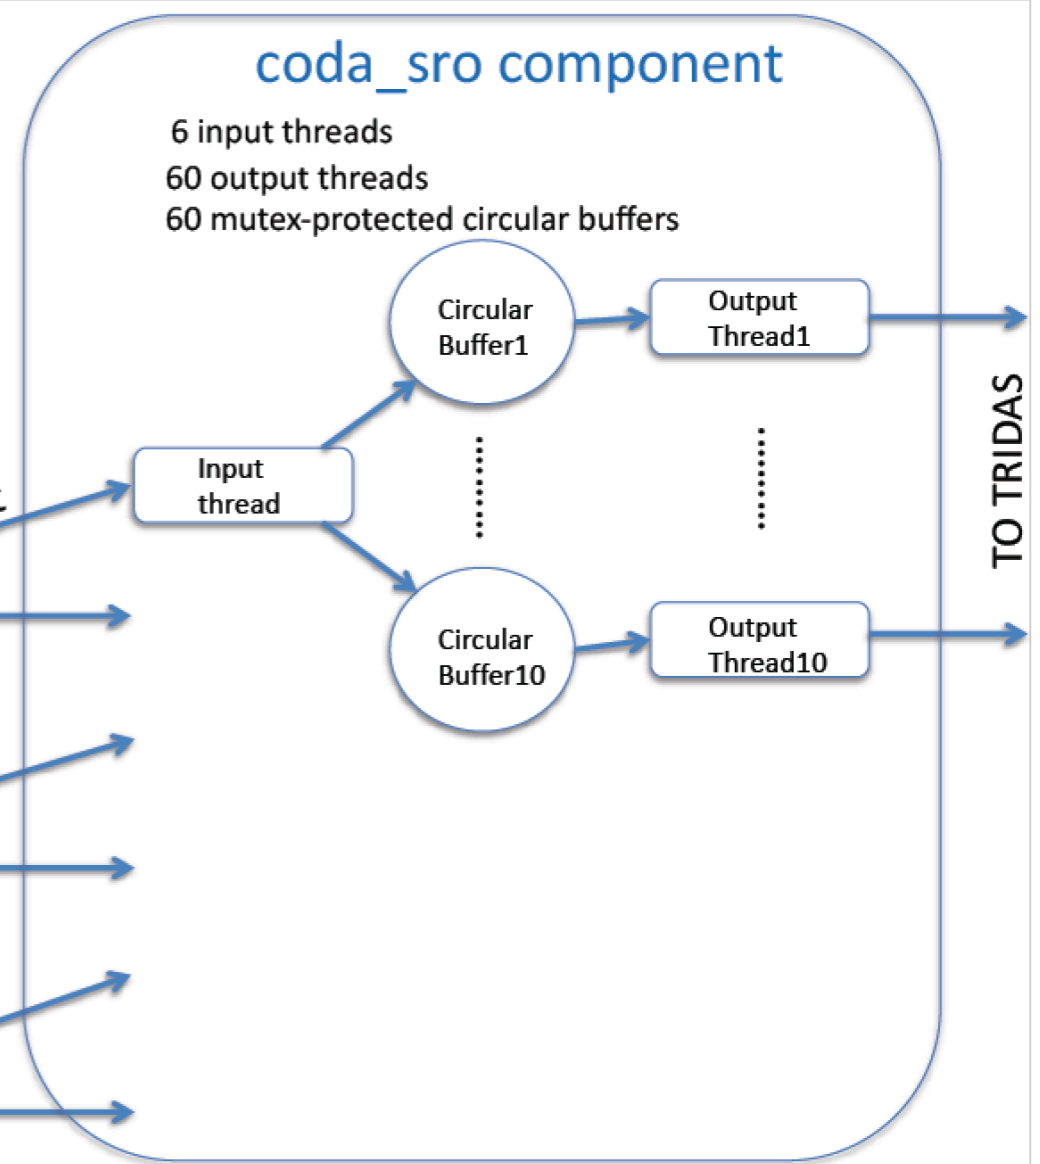 coda_sro component
6 input threads
60 output threads
60 mutex-protected circular buffers
Circular
Buffer1
Output
Thread1
Input
thread
TO TRIDAS
Circular
Buffer10
Output
Thread10